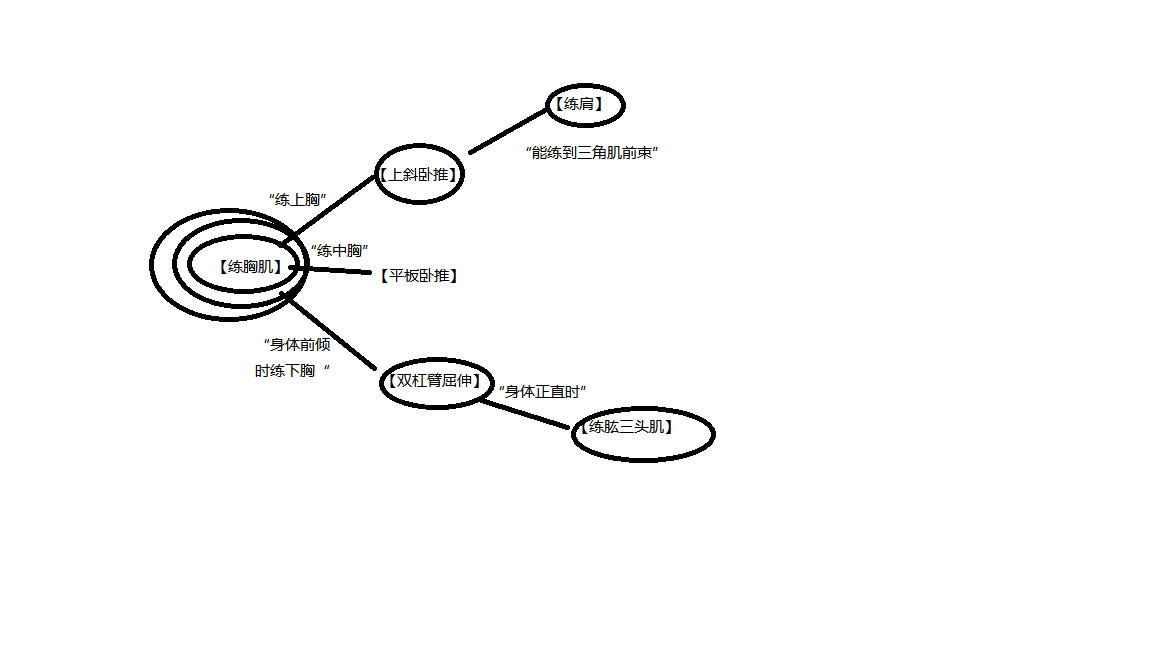 【练肩】
“能练到三角肌前束”
【上斜卧推】
“练上胸”
“练中胸”
【练胸肌】
【平板卧推】
“身体前倾
时练下胸“
【双杠臂屈伸】
“身体正直时”
【练肱三头肌】